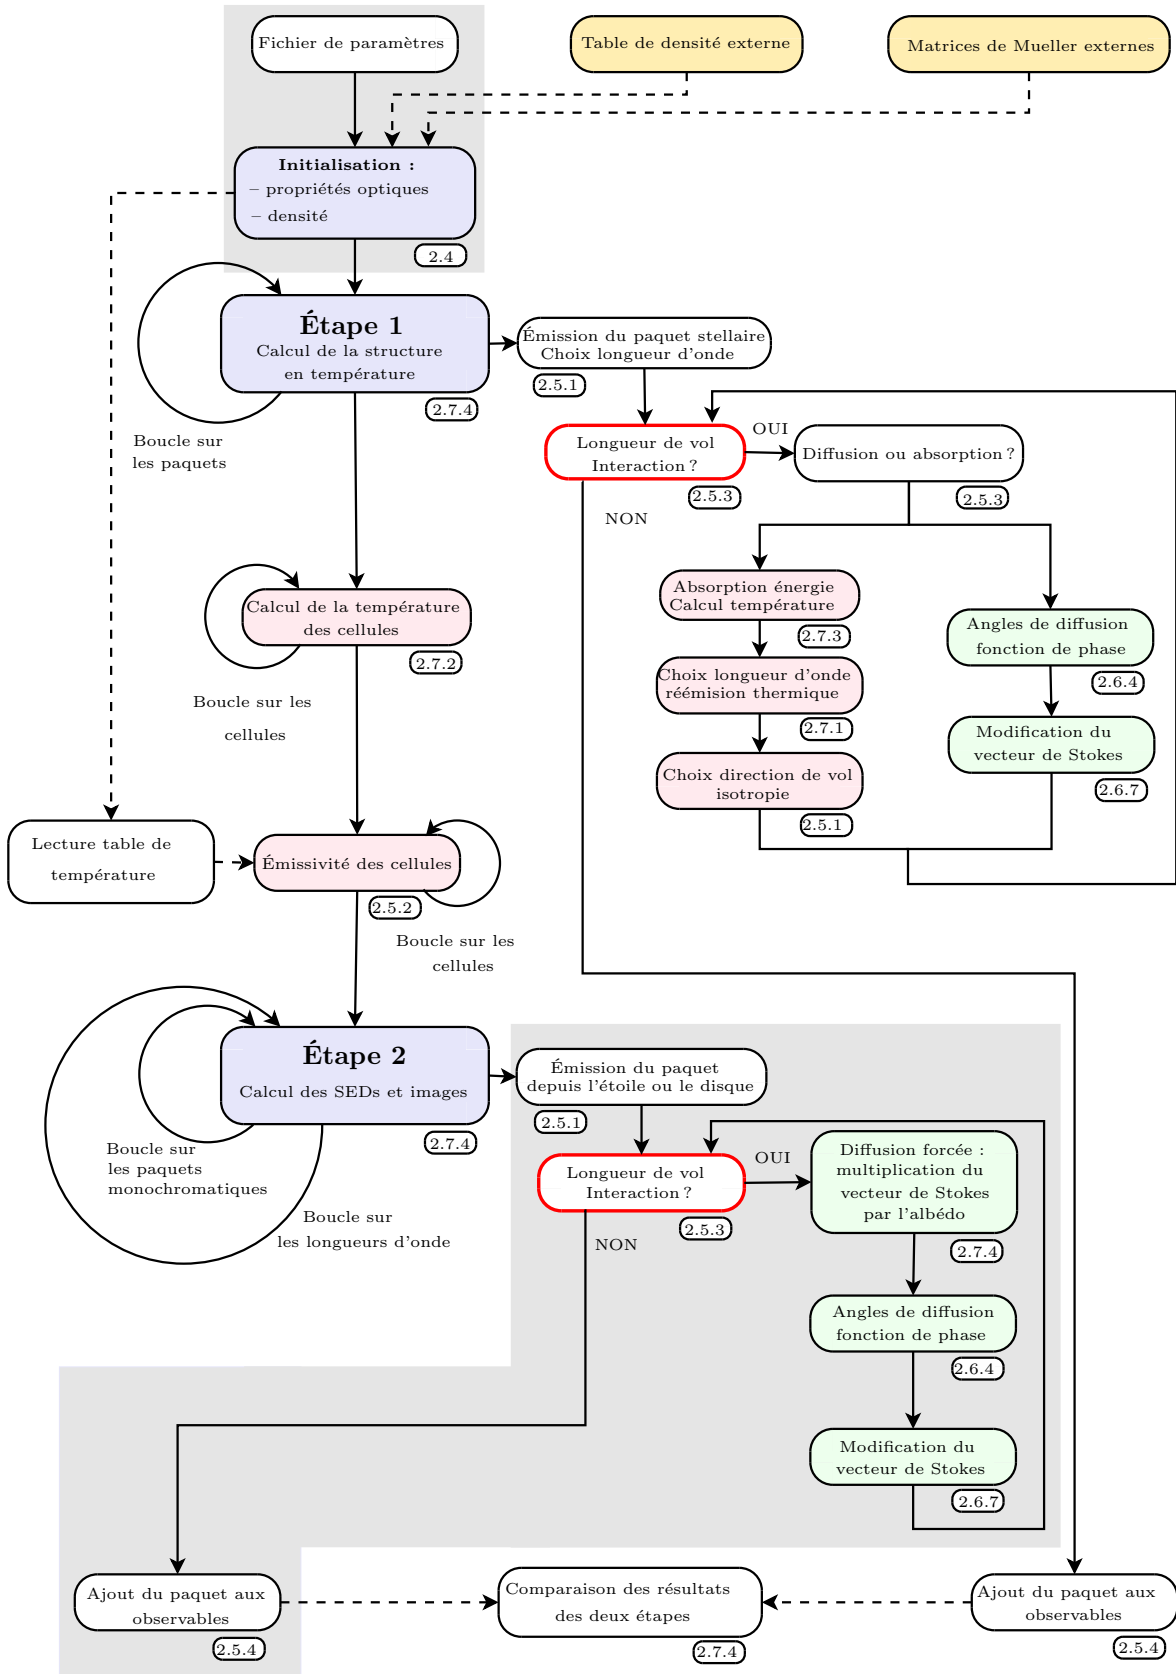 Fichier de paramètres
Table de densité externe
Matrices de Mueller externes
Initialisation :
– propriétés optiques
– densité
2.4
Étape 1
Calcul de la structure
en température
2.7.4
Boucle sur
les paquets
Émission du paquet stellaire
Choix longueur d'onde
2.5.1
Longueur de vol
Interaction ?
2.5.3
OUI
NON
Diffusion ou absorption ?
2.5.3
Absorption énergie
Calcul température
2.7.3
Choix longueur d'onde
réémision thermique
2.7.1
Choix direction de vol
isotropie
2.5.1
Angles de diffusion
fonction de phase
2.6.4
Modification du
vecteur de Stokes
2.6.7
Calcul de la température
des cellules
2.7.2
Boucle sur les
cellules
Lecture table de
température
Émissivité des cellules
2.5.2
Boucle sur les
cellules
Étape 2
Calcul des SEDs et images
2.7.4
Boucle sur
les paquets
monochromatiques
Boucle sur
les longueurs d'onde
Émission du paquet
depuis l'étoile ou le disque
2.5.1
Longueur de vol
Interaction ?
2.5.3
OUI
NON
Diffusion forcée :
multiplication du
vecteur de Stokes
par l'albédo
2.7.4
Angles de diffusion
fonction de phase
2.6.4
Modification du
vecteur de Stokes
2.6.7
Ajout du paquet aux
observables
2.5.4
Comparaison des résultats
des deux étapes
2.7.4
Ajout du paquet aux
observables
2.5.4